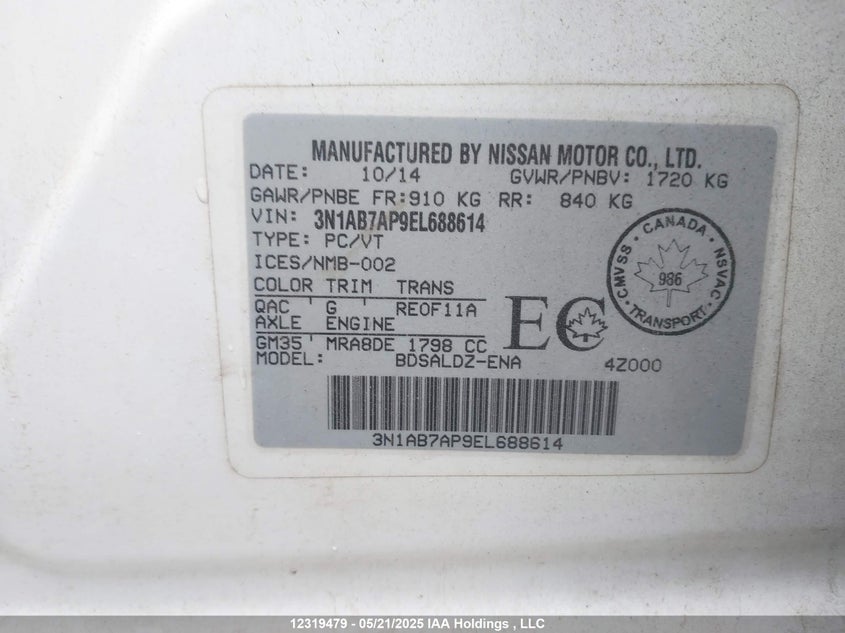 MANUFACTURED BY NISSAN MOTOR CO., LTD.
DATE: 10/14 GVWR/PNBV: 1720 KG
GAWR/PNBE FR:910 KG RR: 840 KG
VIN: 3N1AB7AP9EL688614
TYPE: PC/VT
ICES/NMB-002
COLOR TRIM TRANS
QAC ' G ' RE0F11A
AXLE ENGINE
GM35 ' MRA8DE 1798 CC
MODEL: BDSALDZ-ENA 4Z000
EC
CANADA
CMVSS 986 NSVAC
TRANSPORT
3N1AB7AP9EL688614
12319479 - 05/21/2025 IAA Holdings , LLC